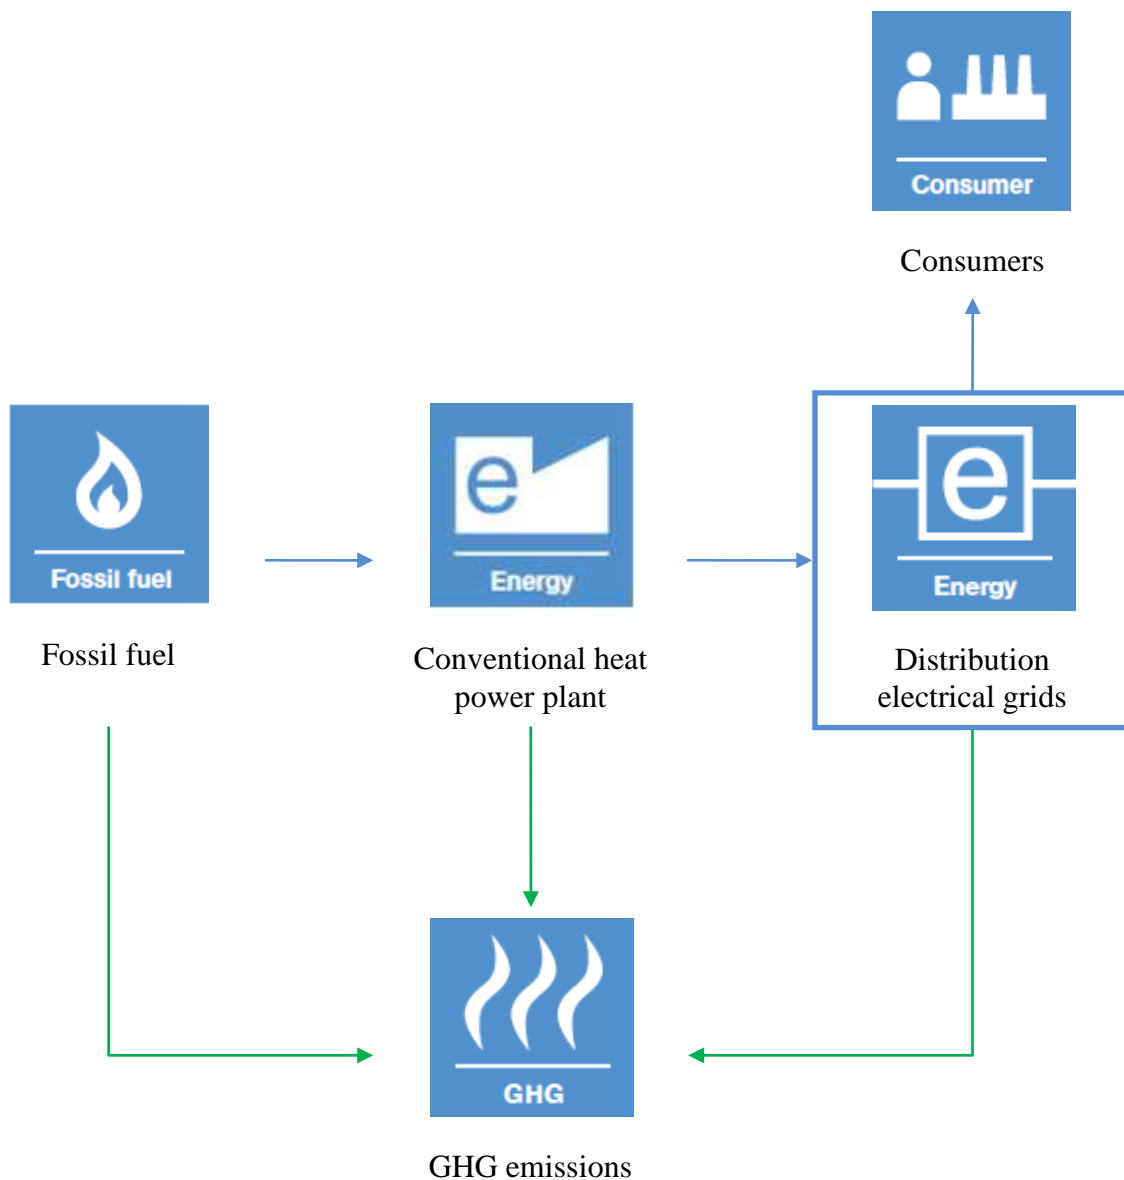 Consumer
Consumers
Fossil fuel
Fossil fuel
e
Energy
Conventional heat
power plant
e
Energy
Distribution
electrical grids
GHG
GHG emissions